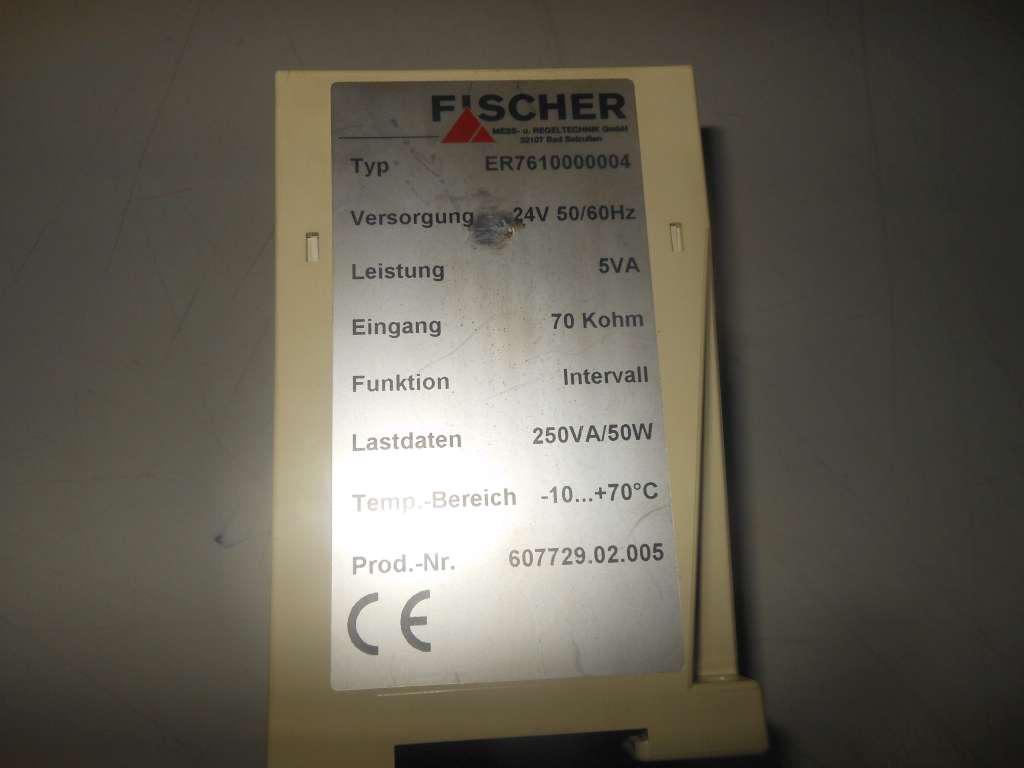 FISCHER
MESS- u. REGELTECHNIK GmbH
32107 Bad Salzuflen
Typ ER7610000004
Versorgung 24V 50/60Hz
Leistung 5VA
Eingang 70 Kohm
Funktion Intervall
Lastdaten 250VA/50W
Temp.-Bereich -10...+70°C
Prod.-Nr. 607729.02.005
CE